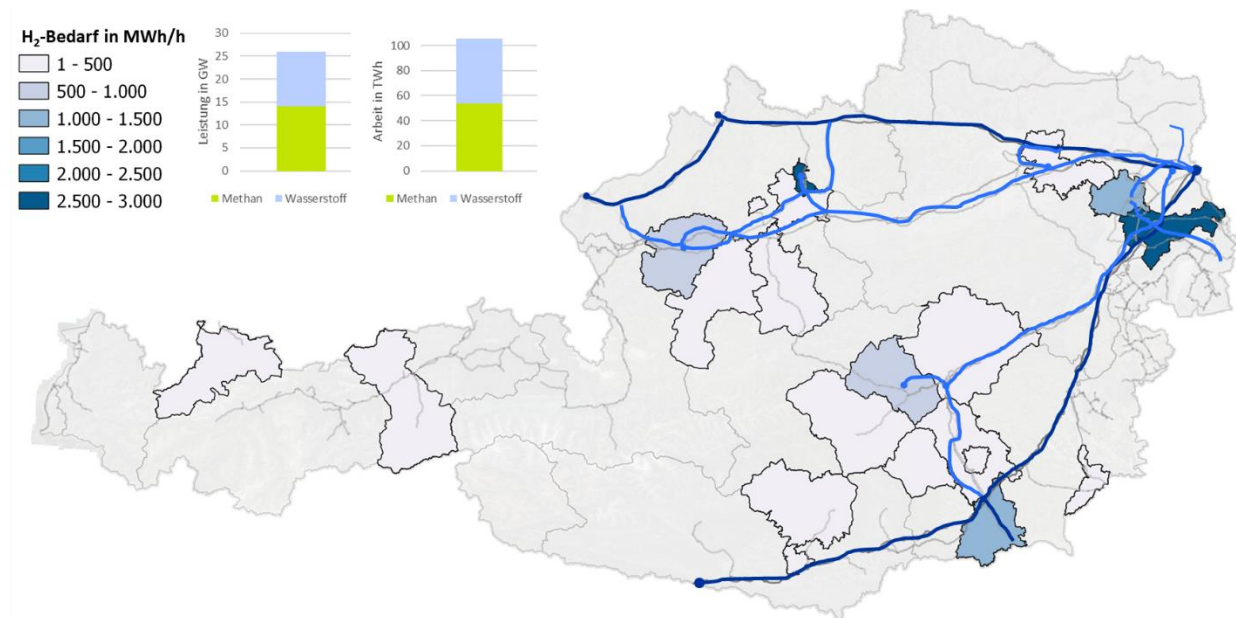 H₂-Bedarf in MWh/h
1 - 500
500 - 1.000
1.000 - 1.500
1.500 - 2.000
2.000 - 2.500
2.500 - 3.000
Leistung in GW
30
25
20
15
10
5
0
Methan
Wasserstoff
Arbeit in TWh
100
80
60
40
20
0
Methan
Wasserstoff